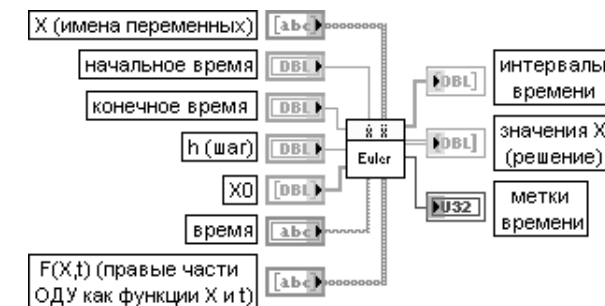 X (имена переменных)
[abc]
начальное время
DBL
конечное время
DBL
h (шаг)
DBL
X0
[DBL]
время
abc
F(X,t) (правые части
ОДУ как функции X и t)
[abc]
ẋ ẍ
Euler
[DBL]
интервалы
времени
[DBL]
значения X
(решение)
U32
метки
времени